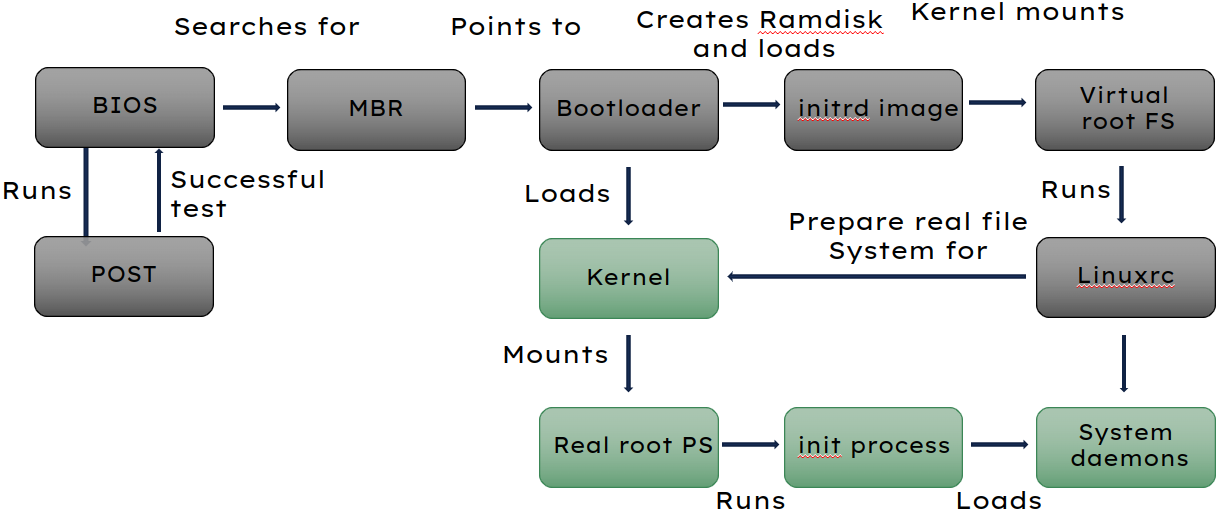 Searches for
Points to
Creates Ramdisk
and loads
Kernel mounts
BIOS
MBR
Bootloader
initrd image
Virtual
root FS
Runs
Successful
test
Loads
Runs
Prepare real file
System for
POST
Kernel
Linuxrc
Mounts
Real root PS
init process
System
daemons
Runs
Loads